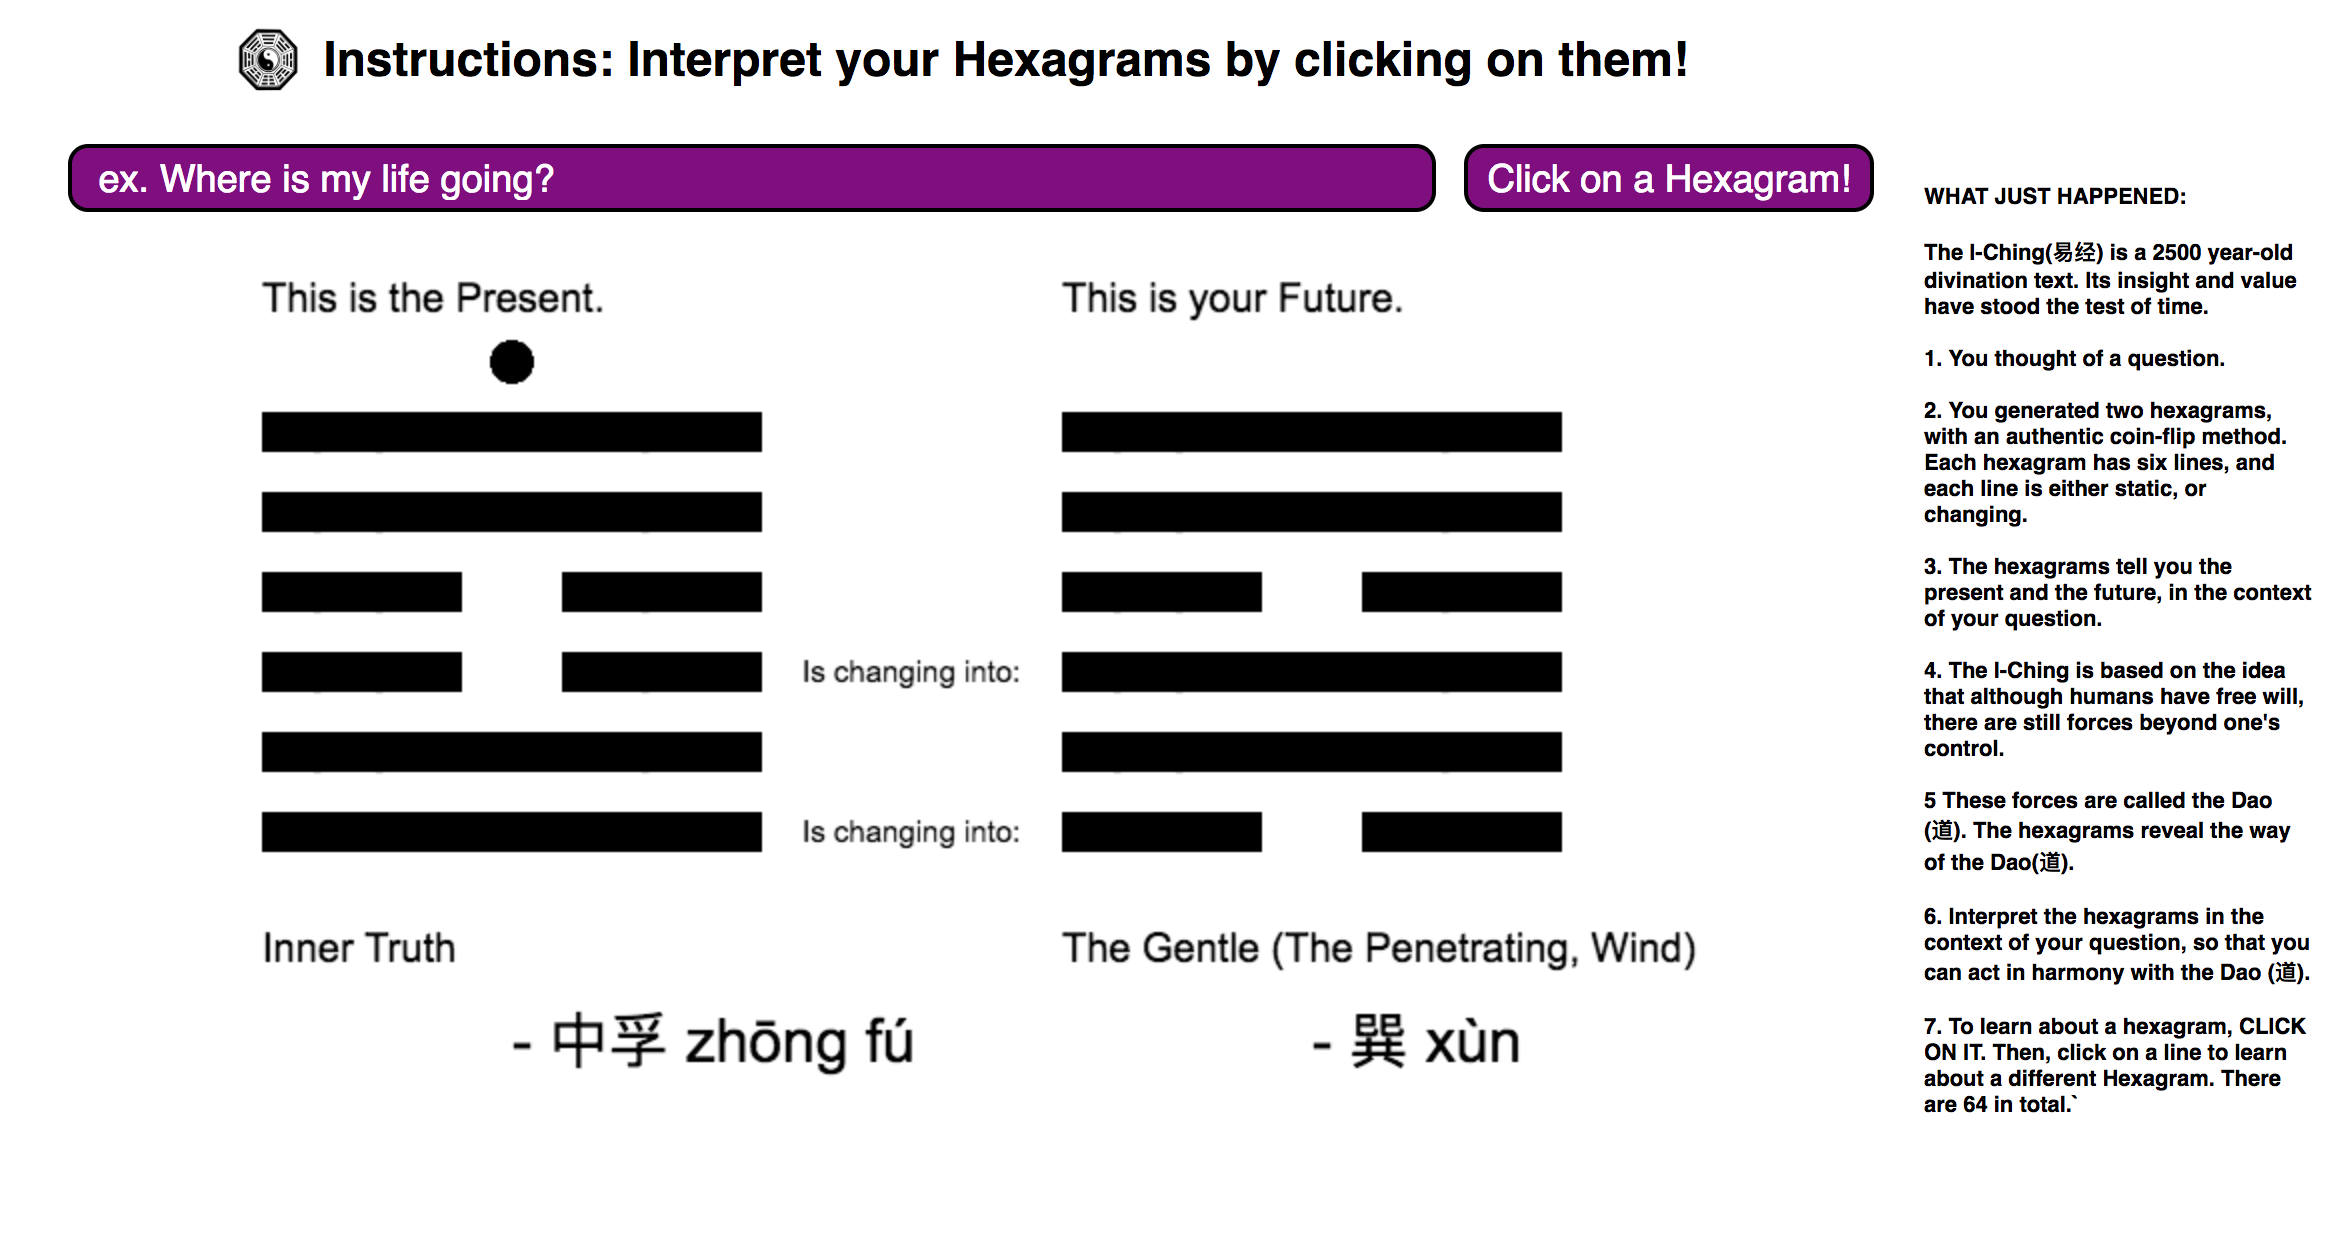 Instructions: Interpret your Hexagrams by clicking on them!
ex. Where is my life going?
Click on a Hexagram!
This is the Present.
This is your Future.
Is changing into:
Is changing into:
Inner Truth
- 中孚 zhōng fú
The Gentle (The Penetrating, Wind)
- 巽 xùn
WHAT JUST HAPPENED:
The I-Ching(易经) is a 2500 year-old
divination text. Its insight and value
have stood the test of time.
1. You thought of a question.
2. You generated two hexagrams,
with an authentic coin-flip method.
Each hexagram has six lines, and
each line is either static, or
changing.
3. The hexagrams tell you the
present and the future, in the context
of your question.
4. The I-Ching is based on the idea
that although humans have free will,
there are still forces beyond one's
control.
5 These forces are called the Dao
(道). The hexagrams reveal the way
of the Dao(道).
6. Interpret the hexagrams in the
context of your question, so that you
can act in harmony with the Dao (道).
7. To learn about a hexagram, CLICK
ON IT. Then, click on a line to learn
about a different Hexagram. There
are 64 in total.`